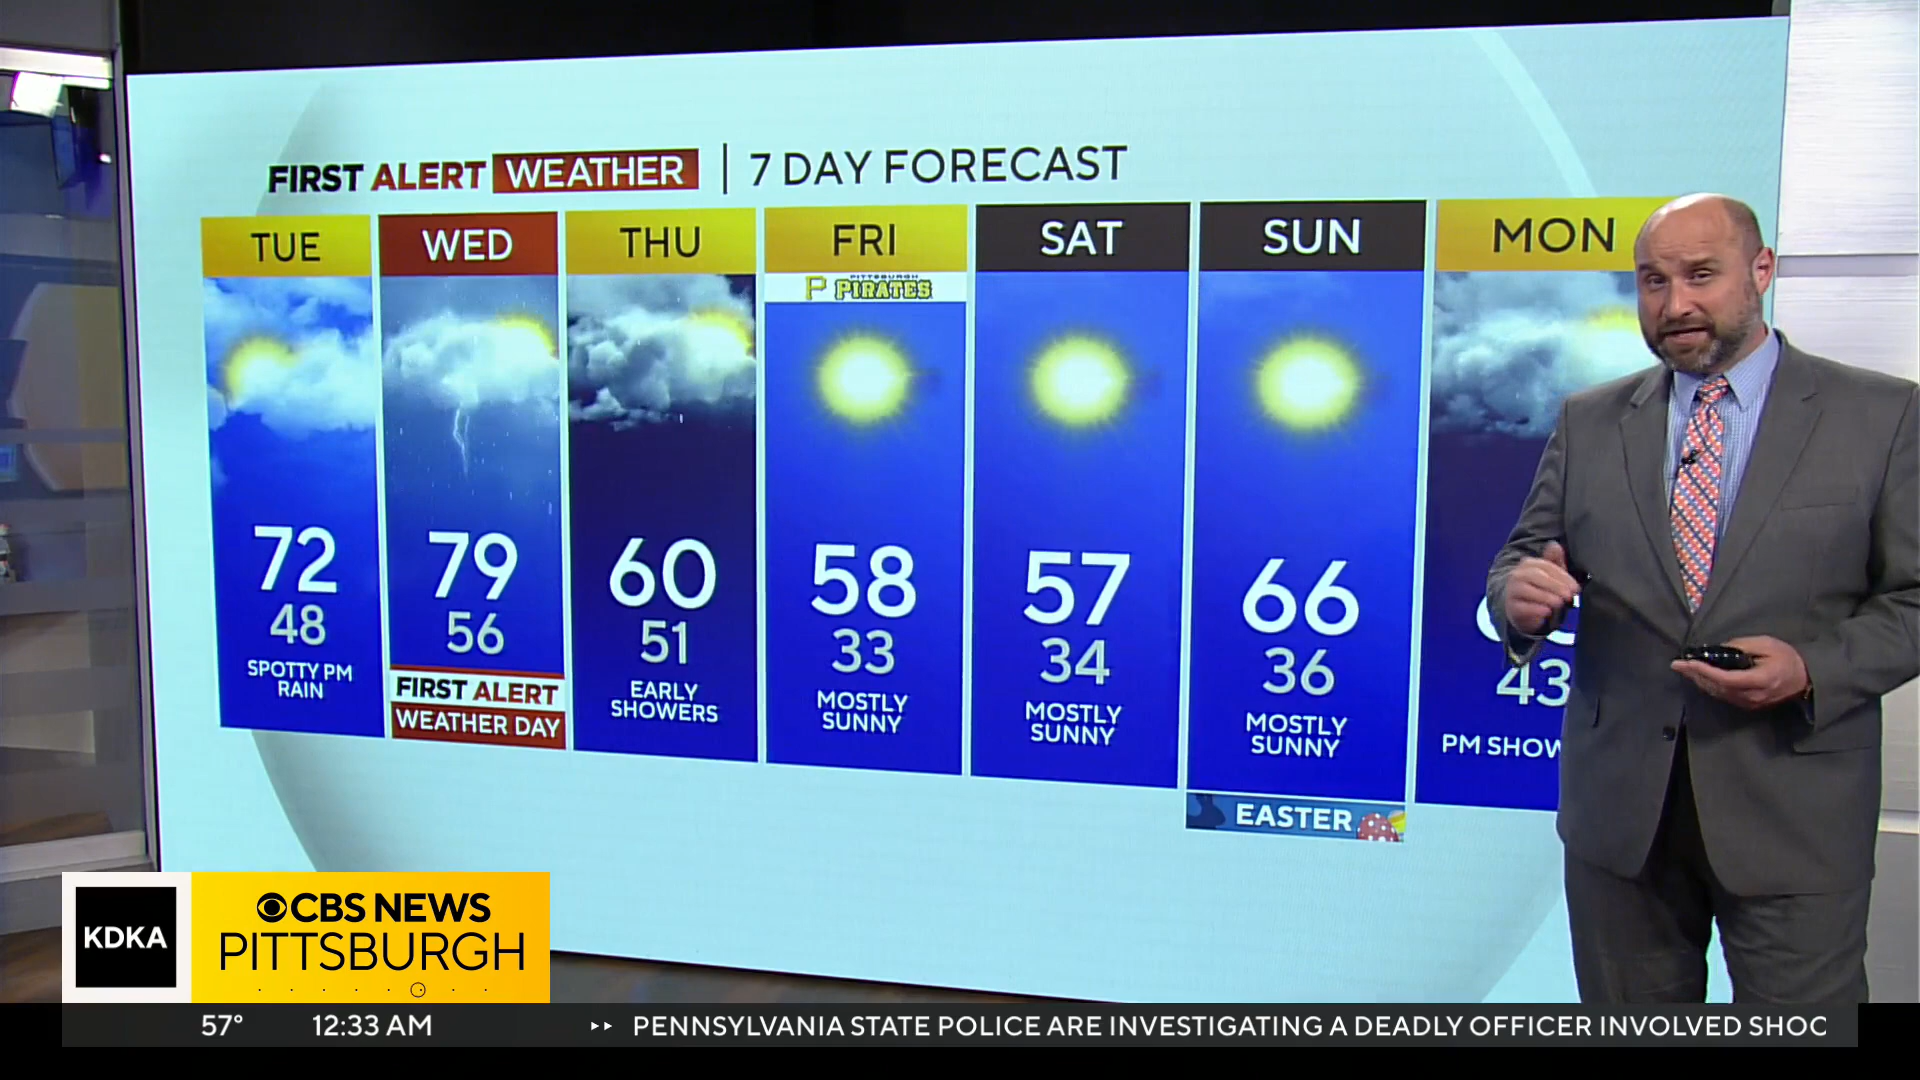 FIRST ALERT WEATHER | 7 DAY FORECAST
TUE
72
48
SPOTTY PM
RAIN
WED
79
56
FIRST ALERT
WEATHER DAY
THU
60
51
EARLY
SHOWERS
FRI
PITTSBURGH
P PIRATES
58
33
MOSTLY
SUNNY
SAT
57
34
MOSTLY
SUNNY
SUN
66
36
MOSTLY
SUNNY
EASTER
MON
43
PM
KDKA
CBS NEWS
PITTSBURGH
57° 12:33 AM PENNSYLVANIA STATE POLICE ARE INVESTIGATING A DEADLY OFFICER INVOLVED